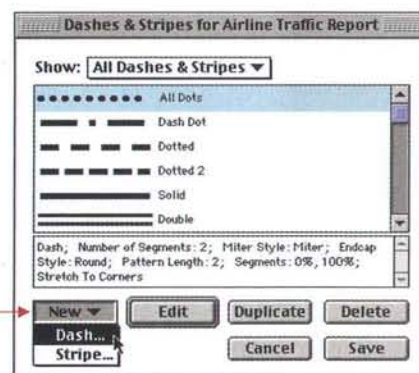 Dashes & Stripes for Airline Traffic Report
Show: All Dashes & Stripes
All Dots
Dash Dot
Dotted
Dotted 2
Solid
Double
Dash; Number of Segments: 2; Miter Style: Miter; Endcap
Style: Round; Pattern Length: 2; Segments: 0%, 100%;
Stretch To Corners
New Edit Duplicate Delete
Dash...
Stripe... Cancel Save